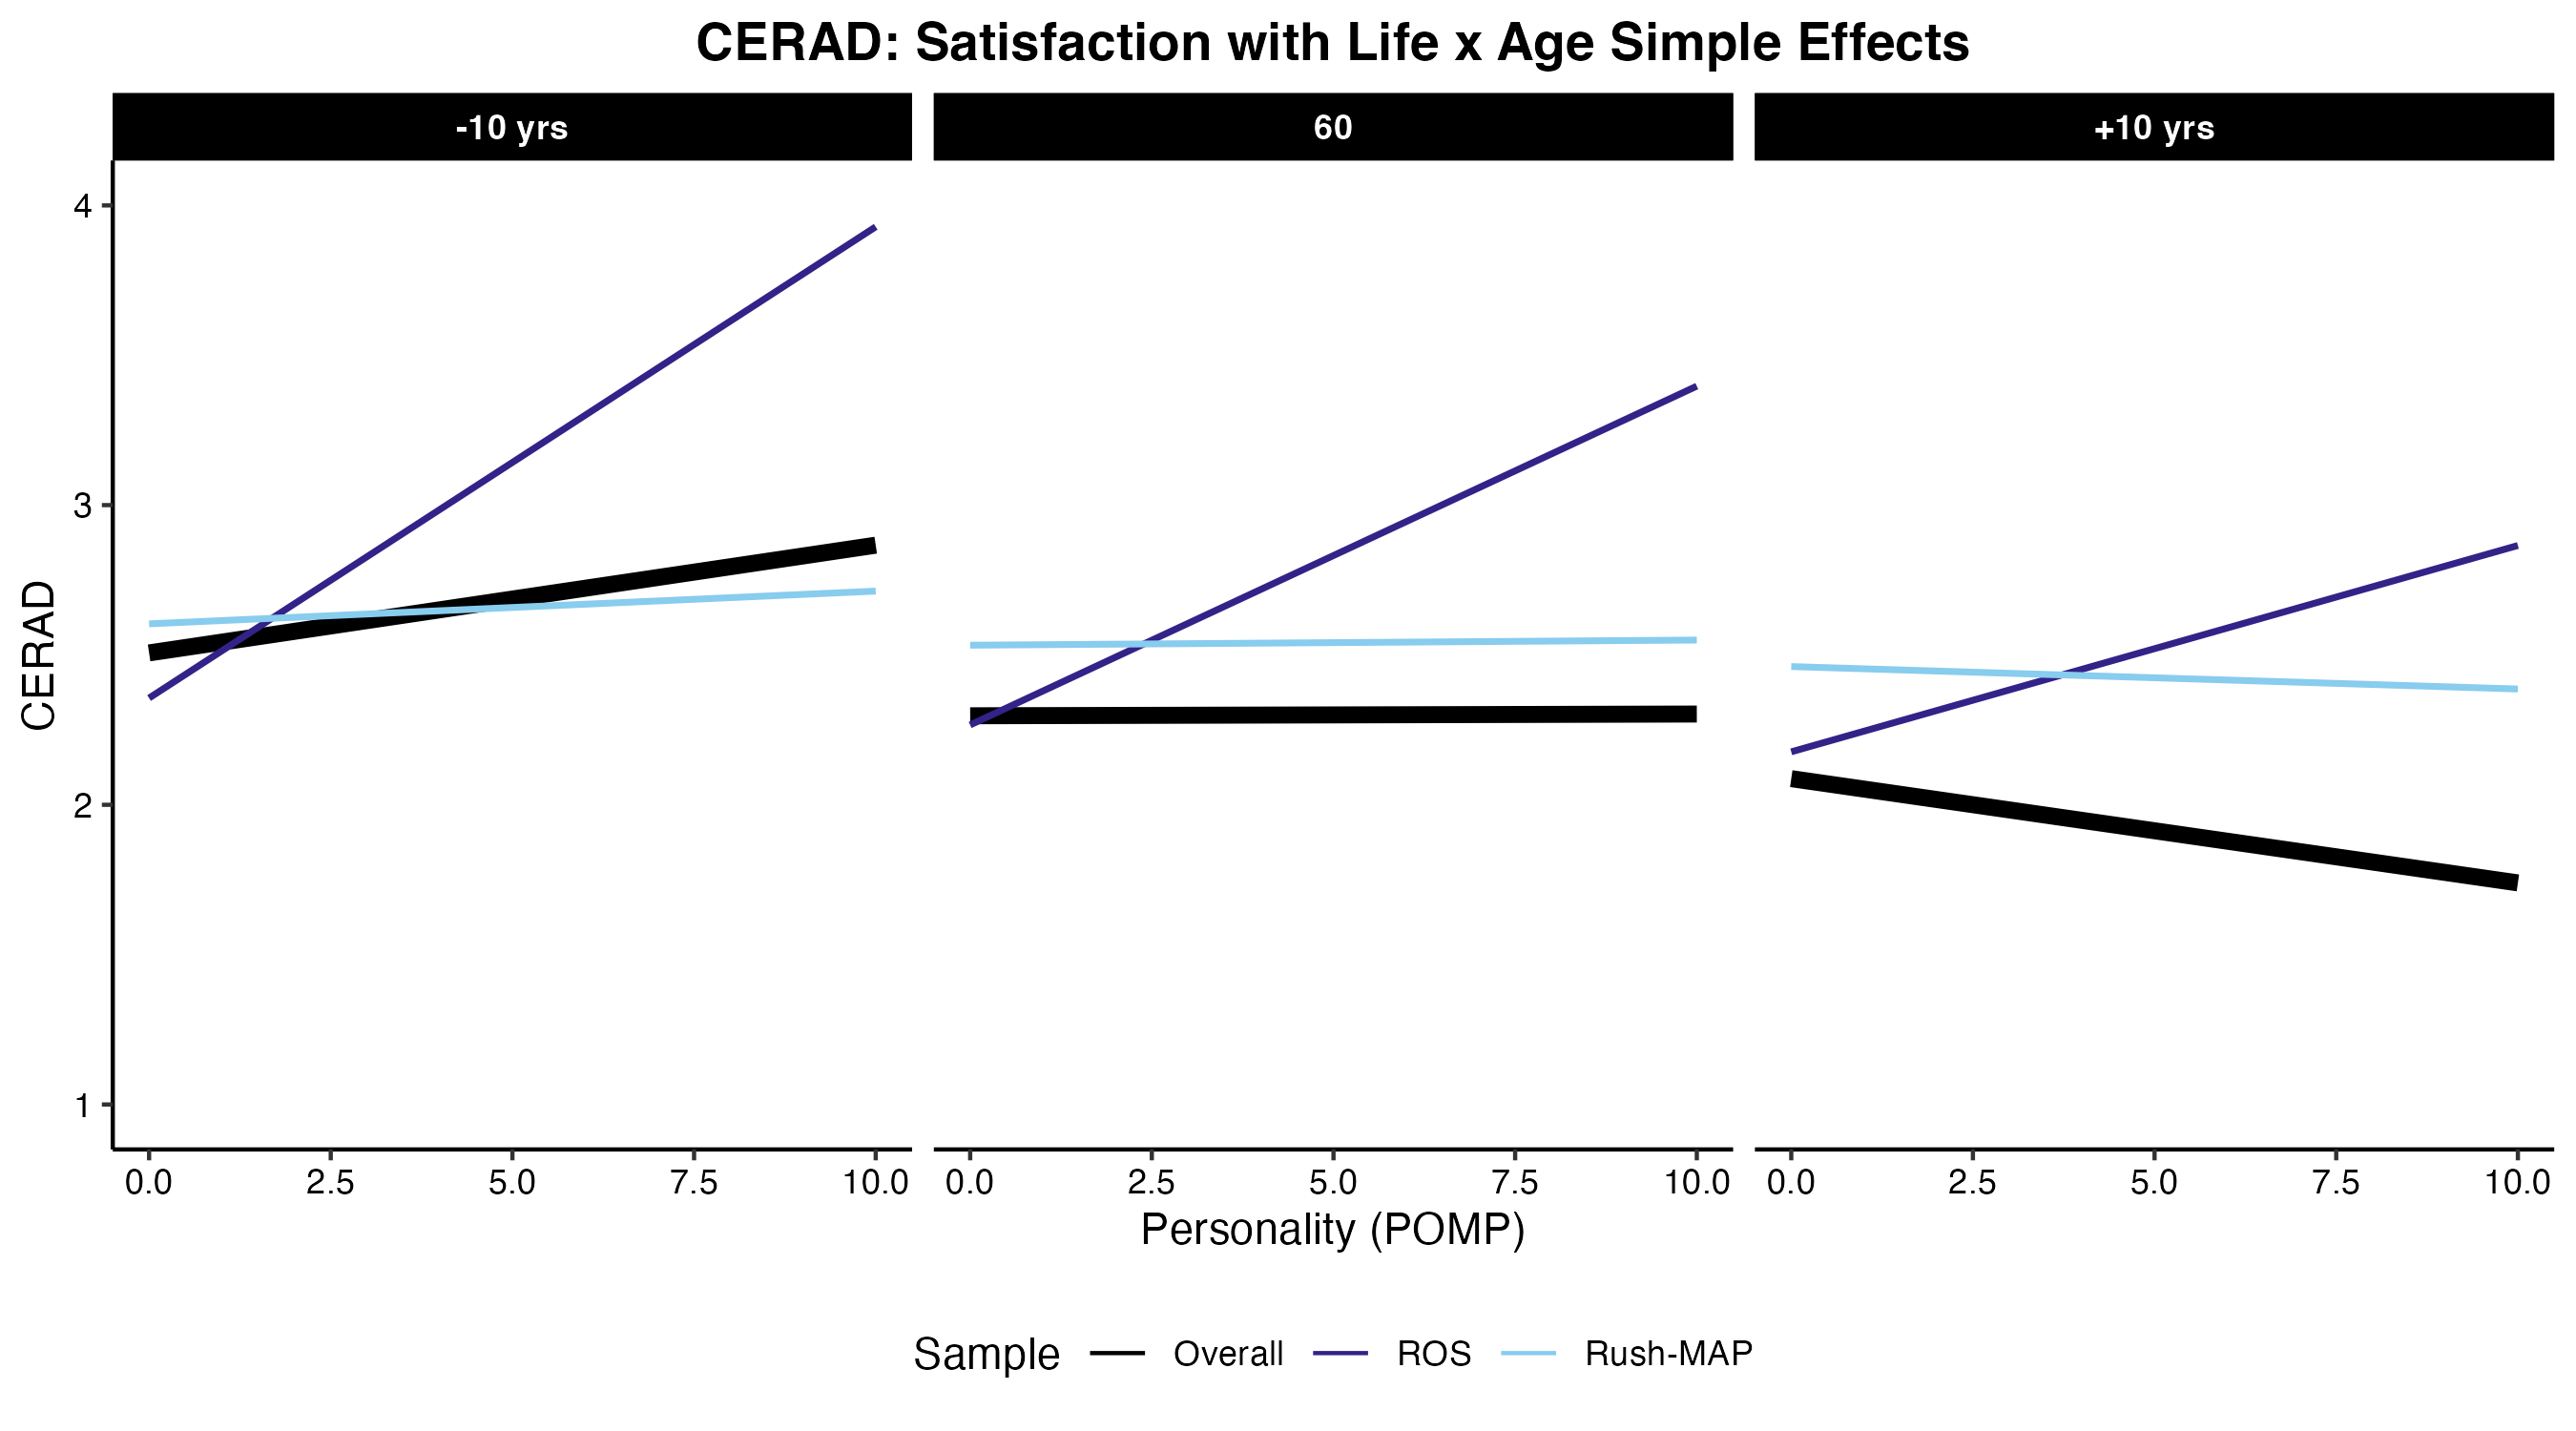 CERAD: Satisfaction with Life x Age Simple Effects
-10 yrs 60 +10 yrs
4
3
2
1
CERAD
0.0 2.5 5.0 7.5 10.0 0.0 2.5 5.0 7.5 10.0 0.0 2.5 5.0 7.5 10.0
Personality (POMP)
Sample Overall ROS Rush-MAP